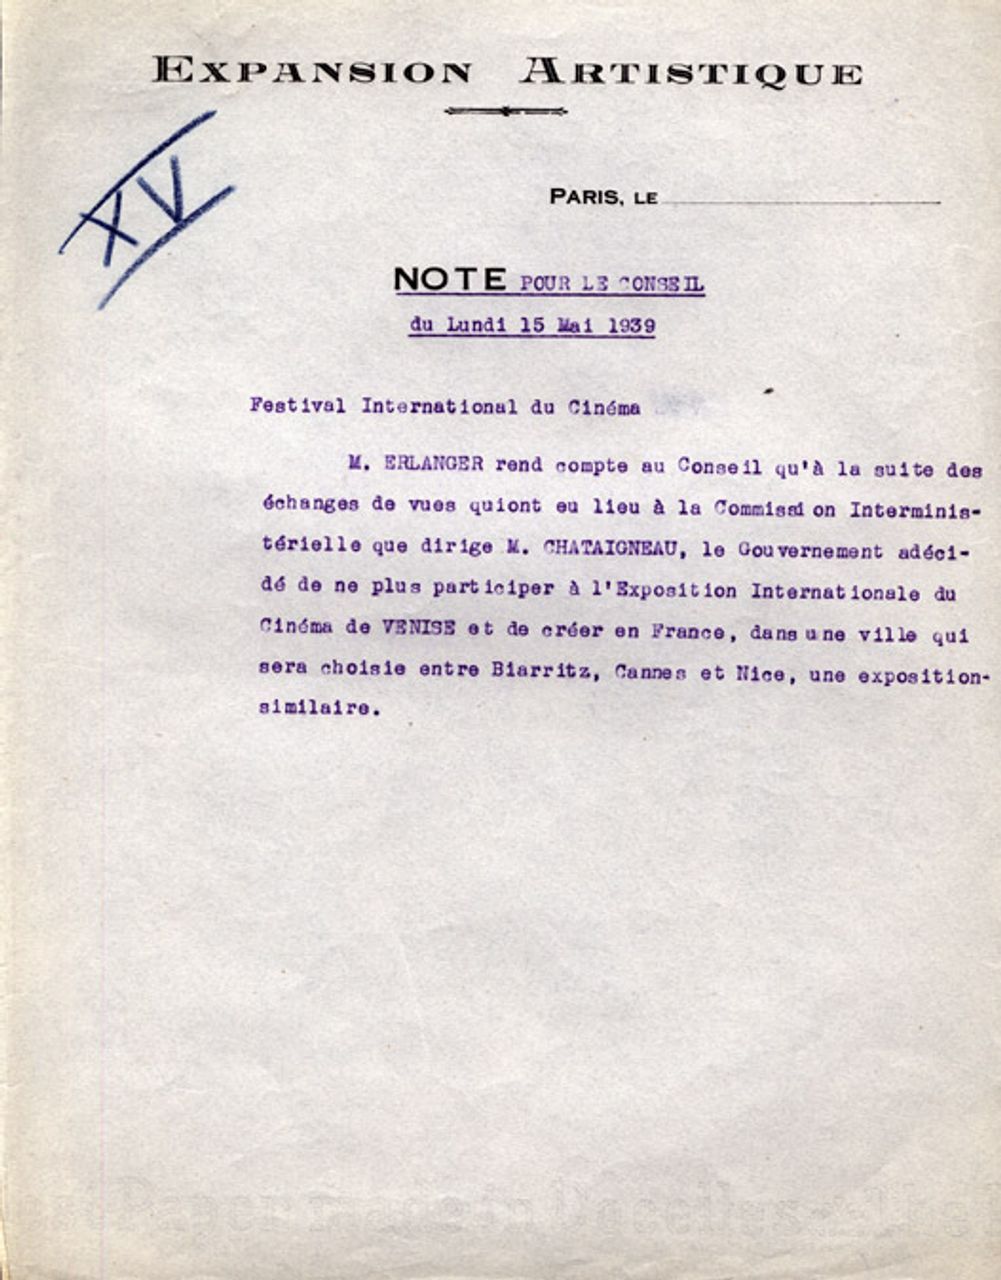 EXPANSION ARTISTIQUE
XV
PARIS, LE
NOTE POUR LE CONSEIL
du Lundi 15 Mai 1939
Festival International du Cinéma
M. ERLANGER rend compte au Conseil qu'à la suite des
échanges de vues quiont eu lieu à la Commission Interminis-
térielle que dirige M. CHATAIGNEAU, le Gouvernement adéci-
dé de ne plus participer à l'Exposition Internationale du
Cinéma de VENISE et de créer en France, dans une ville qui
sera choisie entre Biarritz, Cannes et Nice, une exposition-
similaire.